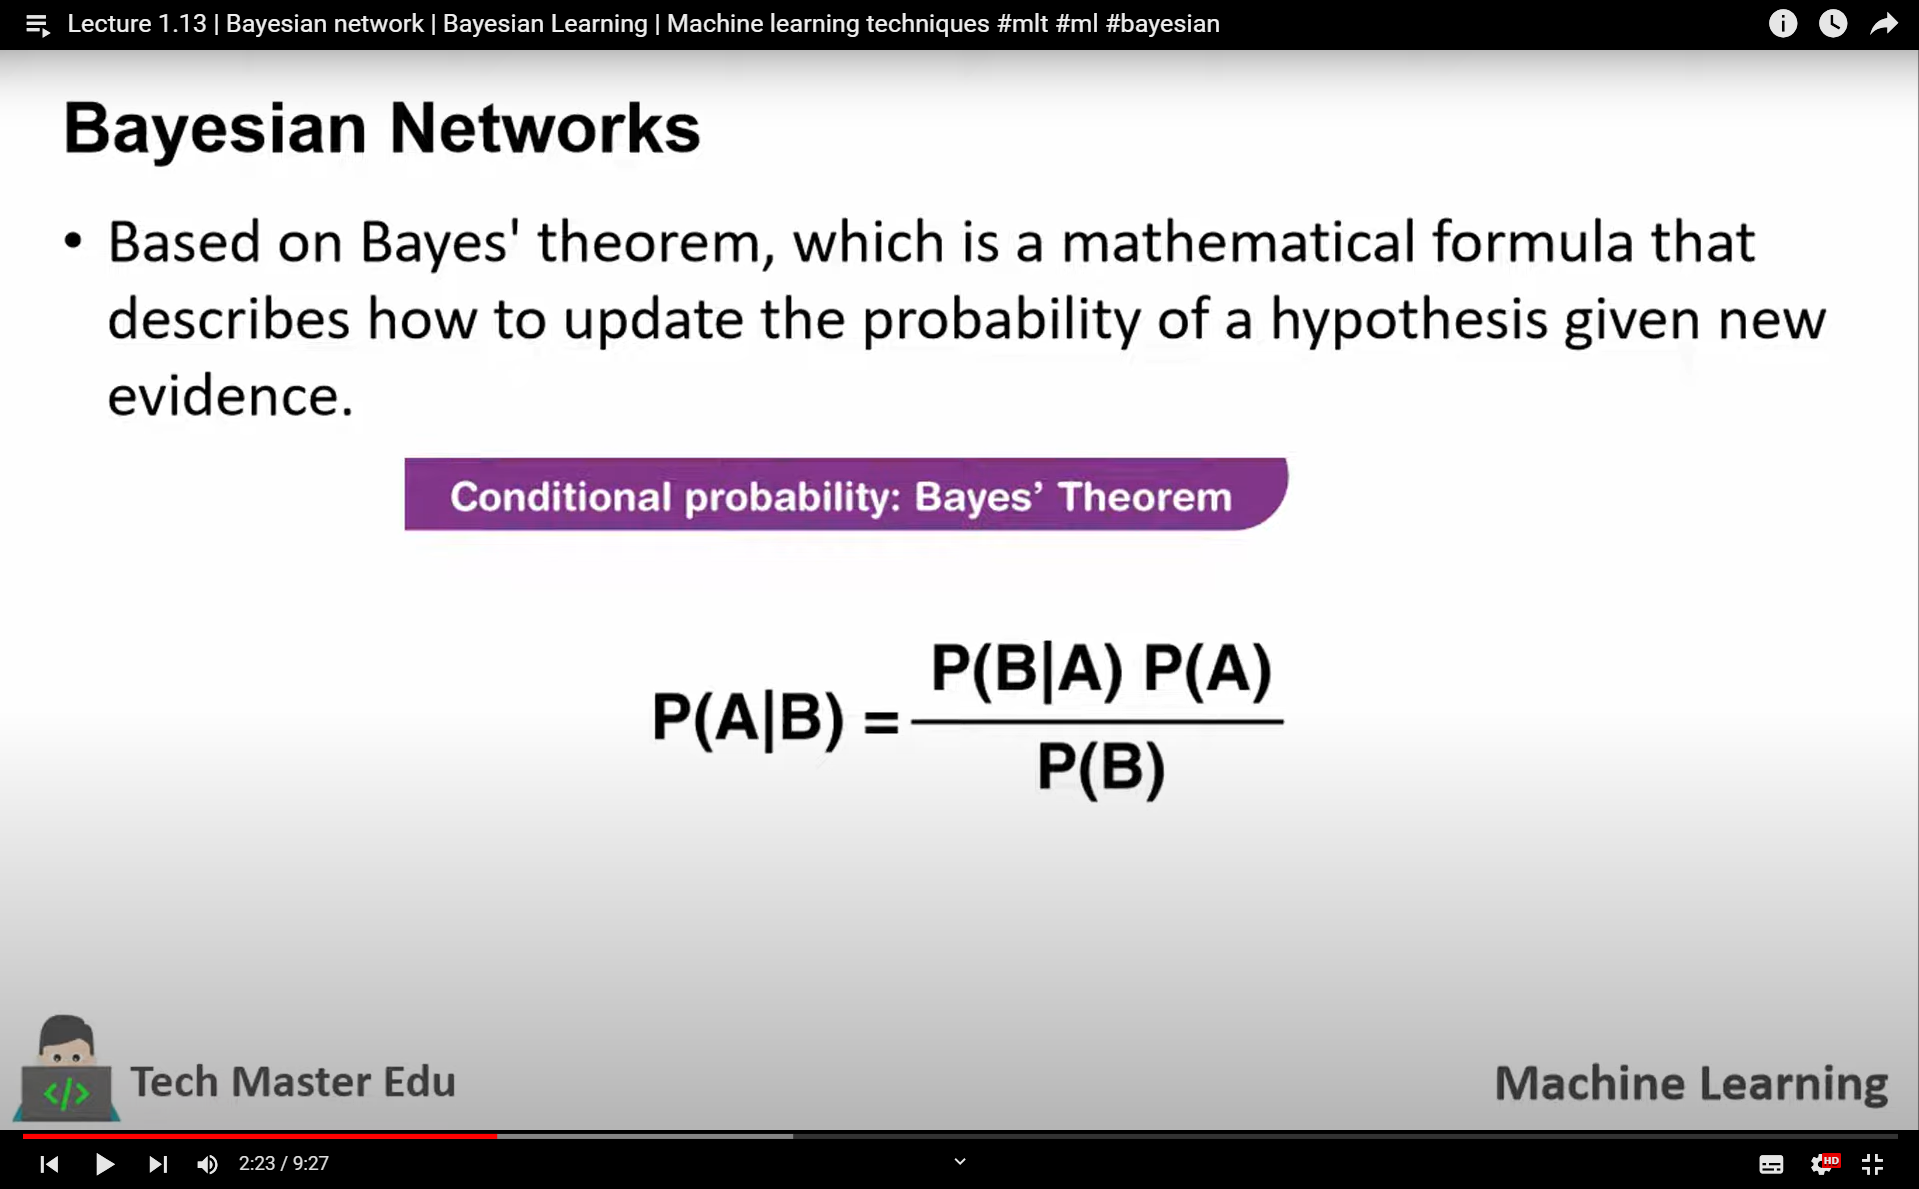 Lecture 1.13 | Bayesian network | Bayesian Learning | Machine learning techniques #mlt #ml #bayesian
Bayesian Networks
• Based on Bayes' theorem, which is a mathematical formula that
describes how to update the probability of a hypothesis given new
evidence.
Conditional probability: Bayes’ Theorem
P(B|A) P(A)
P(A|B) =
P(B)
</>
Tech Master Edu
Machine Learning
2:23 / 9:27
HD